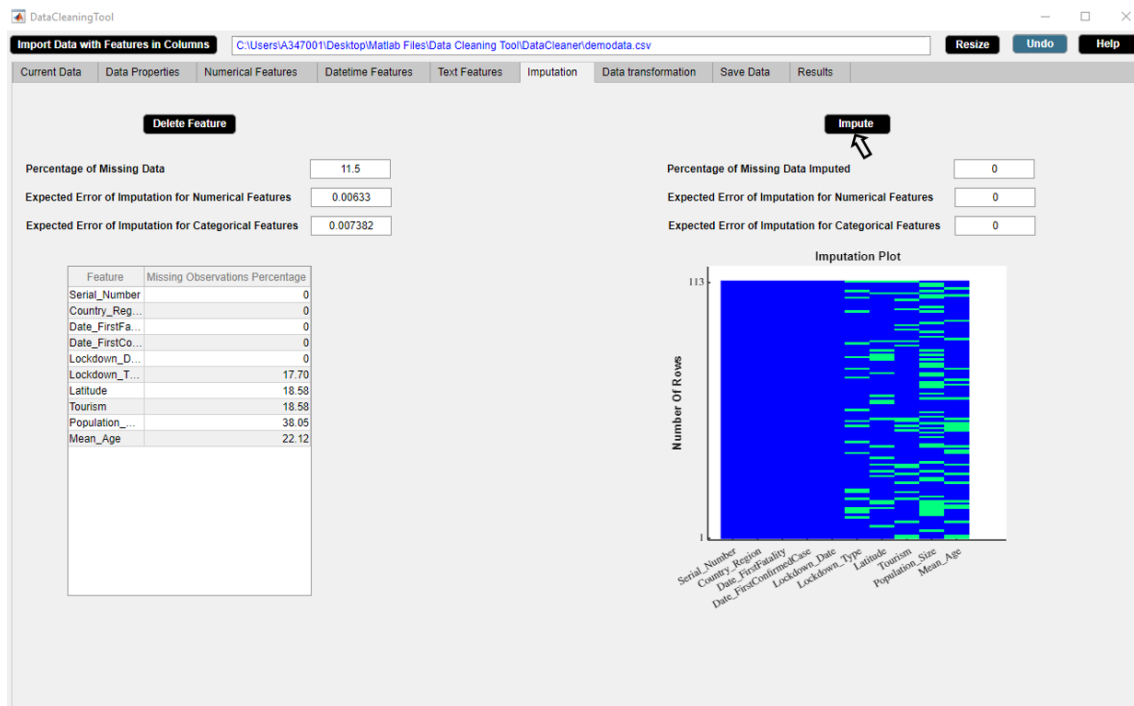 DataCleaningTool
Import Data with Features in Columns C:\Users\A347001\Desktop\Matlab Files\Data Cleaning Tool\DataCleaner\demodata.csv Resize Undo Help
Current Data Data Properties Numerical Features Datetime Features Text Features Imputation Data transformation Save Data Results
Delete Feature
Percentage of Missing Data 11.5
Expected Error of Imputation for Numerical Features 0.00633
Expected Error of Imputation for Categorical Features 0.007382
Feature Missing Observations Percentage
Serial_Number 0
Country_Reg... 0
Date_FirstFa... 0
Date_FirstCo... 0
Lockdown_D... 0
Lockdown_T... 17.70
Latitude 18.58
Tourism 18.58
Population_... 38.05
Mean_Age 22.12
Impute
Percentage of Missing Data Imputed 0
Expected Error of Imputation for Numerical Features 0
Expected Error of Imputation for Categorical Features 0
Imputation Plot
113
Number Of Rows
1
Serial_Number
Country_Region
Date_FirstFatality
Date_FirstConfirmedCase
Lockdown_Date
Lockdown_Type
Latitude
Tourism
Population_Size
Mean_Age